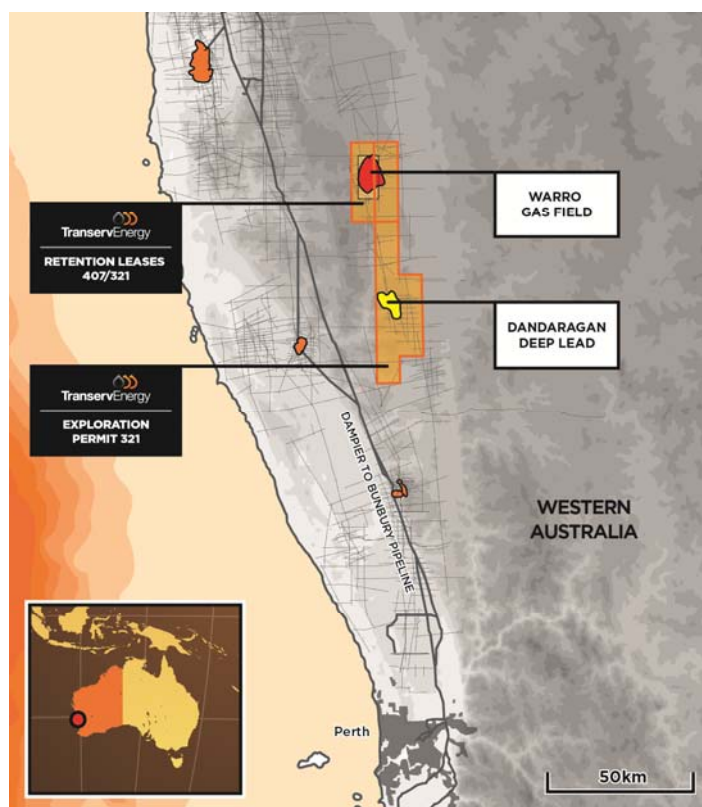 WARRO
GAS FIELD
TranservEnergy
RETENTION LEASES
407/321
DANDARAGAN
DEEP LEAD
TranservEnergy
EXPLORATION
PERMIT 321
DAMPIER TO BUNBURY PIPELINE
WESTERN
AUSTRALIA
Perth
50km